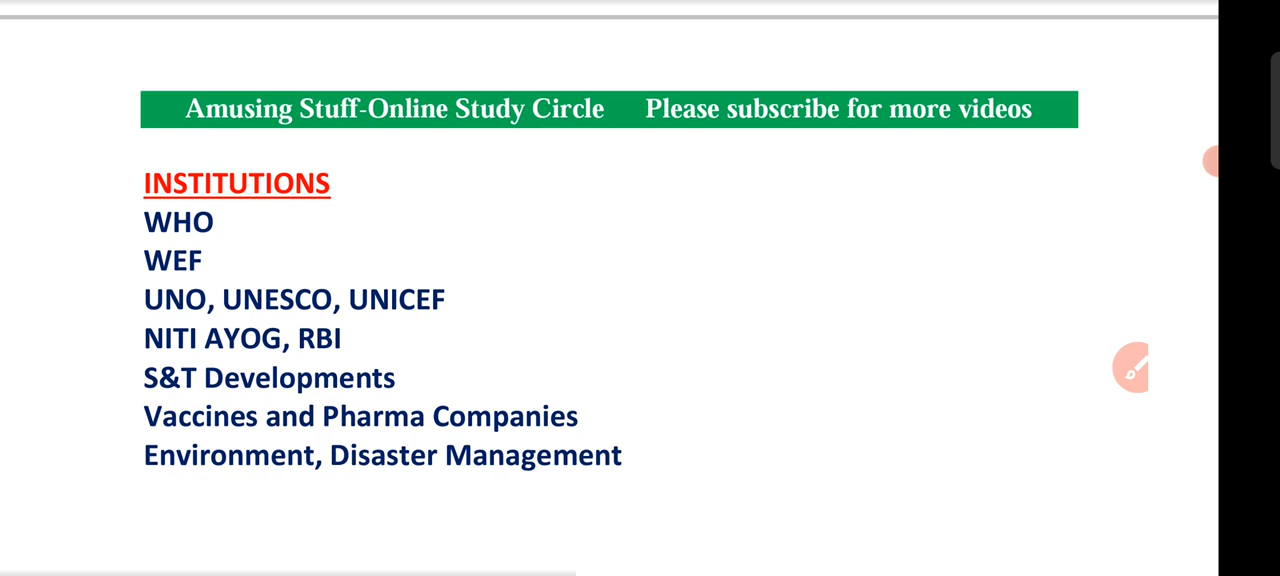 Amusing Stuff-Online Study Circle Please subscribe for more videos
INSTITUTIONS
WHO
WEF
UNO, UNESCO, UNICEF
NITI AYOG, RBI
S&T Developments
Vaccines and Pharma Companies
Environment, Disaster Management